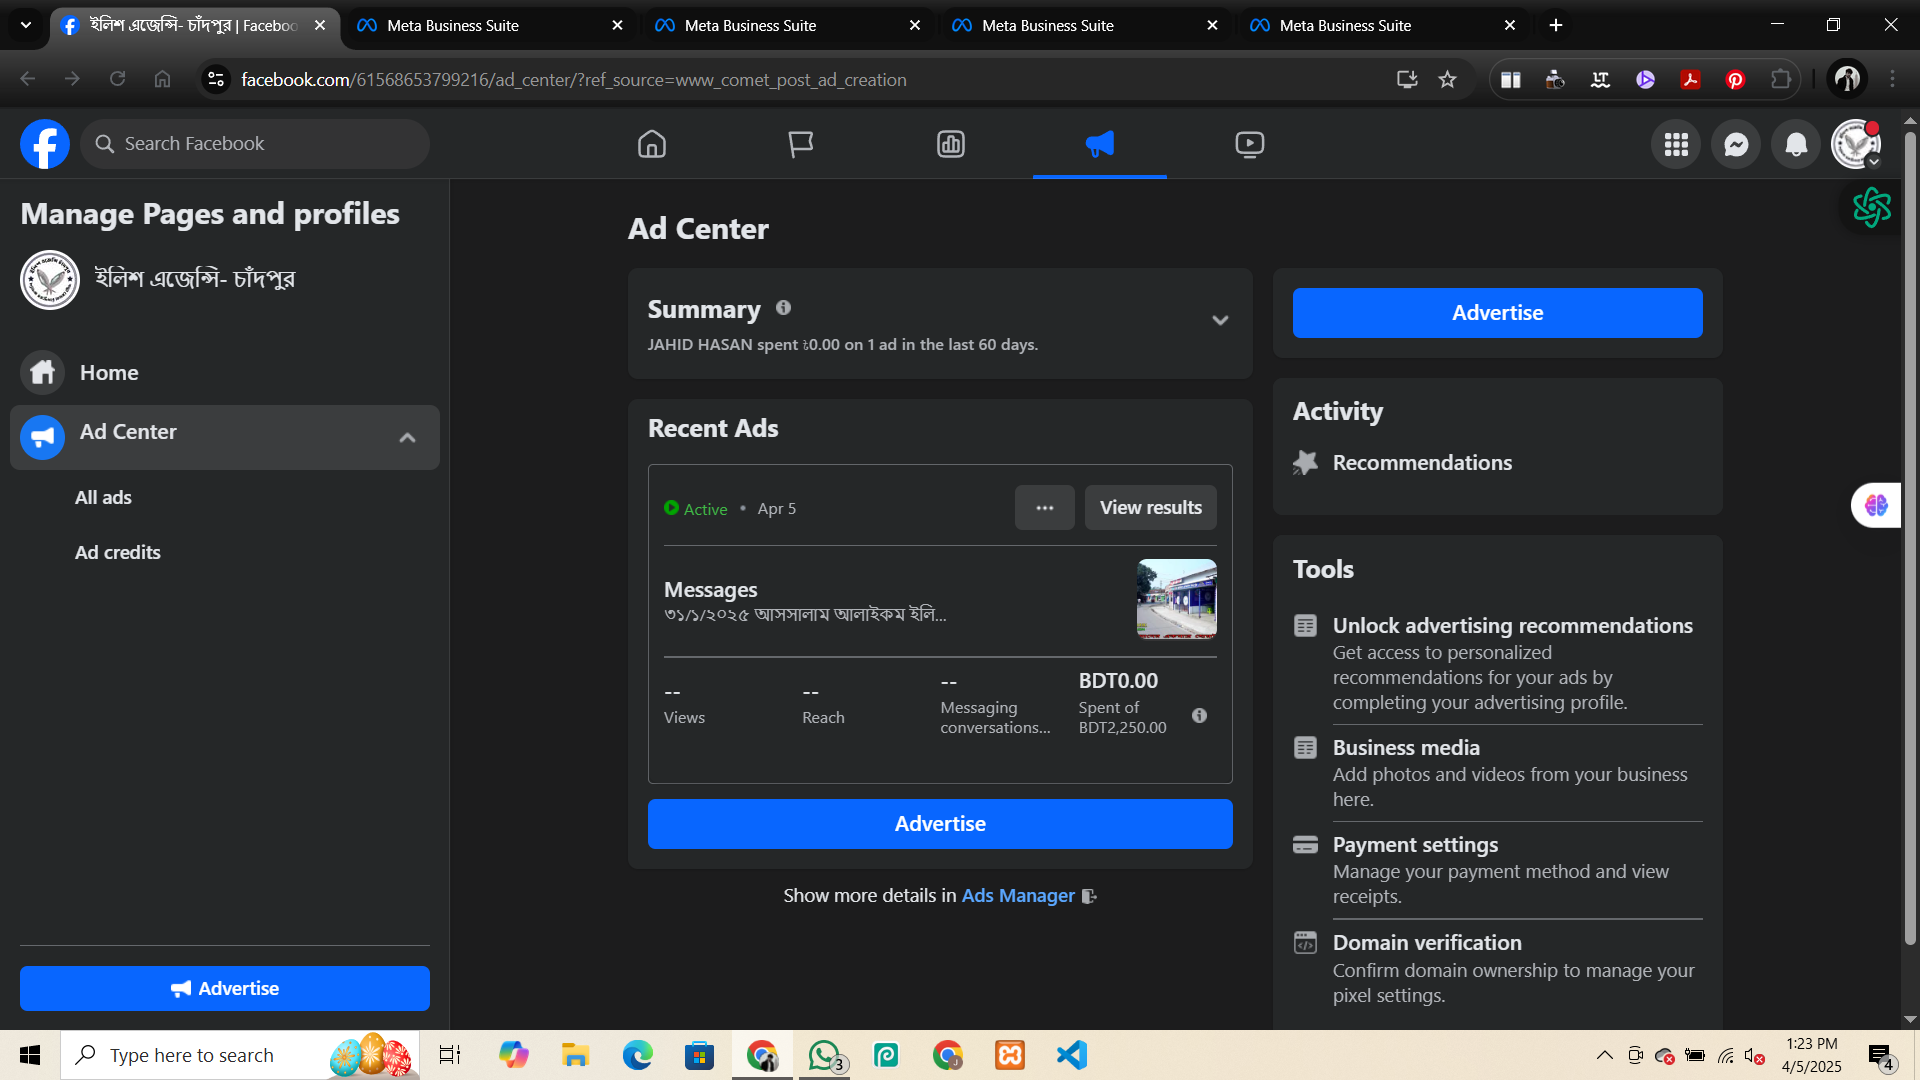 ইলিশ এজেন্সি- চাঁদপুর | Faceboo
Meta Business Suite
Meta Business Suite
Meta Business Suite
Meta Business Suite
facebook.com/61568653799216/ad_center/?ref_source=www_comet_post_ad_creation
LT
Search Facebook
Manage Pages and profiles
ইলিশ এজেন্সি- চাঁদপুর
Home
Ad Center
All ads
Ad credits
Advertise
Ad Center
Summary
JAHID HASAN spent ৳0.00 on 1 ad in the last 60 days.
Recent Ads
Active • Apr 5
View results
Messages
৩১/১/২০২৫ আসসালাম আলাইকম ইলি...
--
Views
--
Reach
--
Messaging
conversations...
BDT0.00
Spent of
BDT2,250.00
Advertise
Show more details in Ads Manager
Advertise
Activity
Recommendations
Tools
Unlock advertising recommendations
Get access to personalized
recommendations for your ads by
completing your advertising profile.
Business media
Add photos and videos from your business
here.
Payment settings
Manage your payment method and view
receipts.
Domain verification
Confirm domain ownership to manage your
pixel settings.
Type here to search
3
1:23 PM
4/5/2025
4